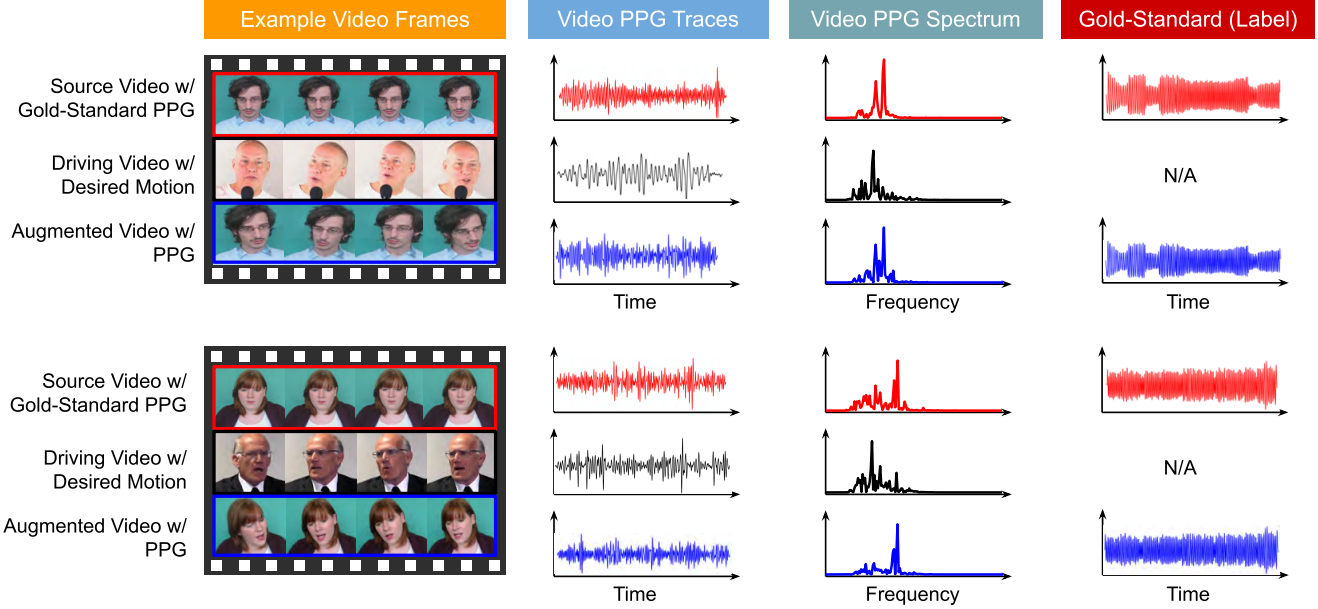 Example Video Frames
Video PPG Traces
Video PPG Spectrum
Gold-Standard (Label)
Source Video w/
Gold-Standard PPG
Driving Video w/
Desired Motion
N/A
Augmented Video w/
PPG
Time
Frequency
Time
Source Video w/
Gold-Standard PPG
Driving Video w/
Desired Motion
N/A
Augmented Video w/
PPG
Time
Frequency
Time